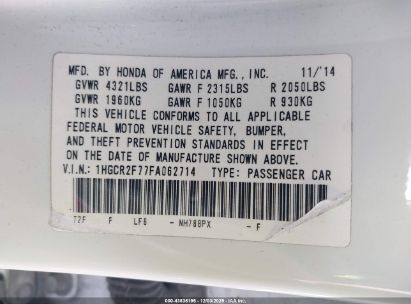 MFD. BY HONDA OF AMERICA MFG., INC. 11/'14
GVWR 4321LBS GAWR F 2315LBS R 2050LBS
GVWR 1960KG GAWR F 1050KG R 930KG
THIS VEHICLE CONFORMS TO ALL APPLICABLE
FEDERAL MOTOR VEHICLE SAFETY, BUMPER,
AND THEFT PREVENTION STANDARDS IN EFFECT
ON THE DATE OF MANUFACTURE SHOWN ABOVE.
V.I.N.: 1HGCR2F77FA062714 TYPE: PASSENGER CAR
T2F F LF6 - NH788PX - F